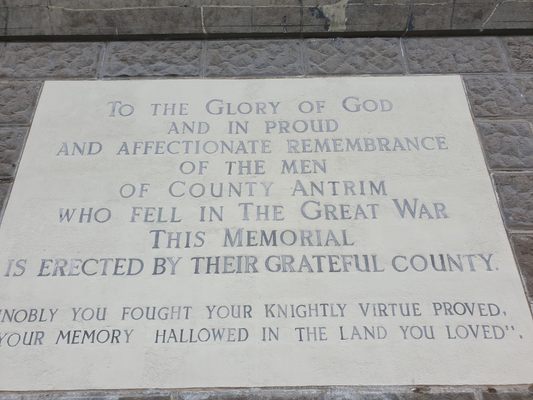 To the Glory of God
and in proud
and affectionate remembrance
of the men
of County Antrim
who fell in The Great War
This Memorial
is erected by their grateful county.
nobly you fought your knightly virtue proved,
your memory hallowed in the land you loved".